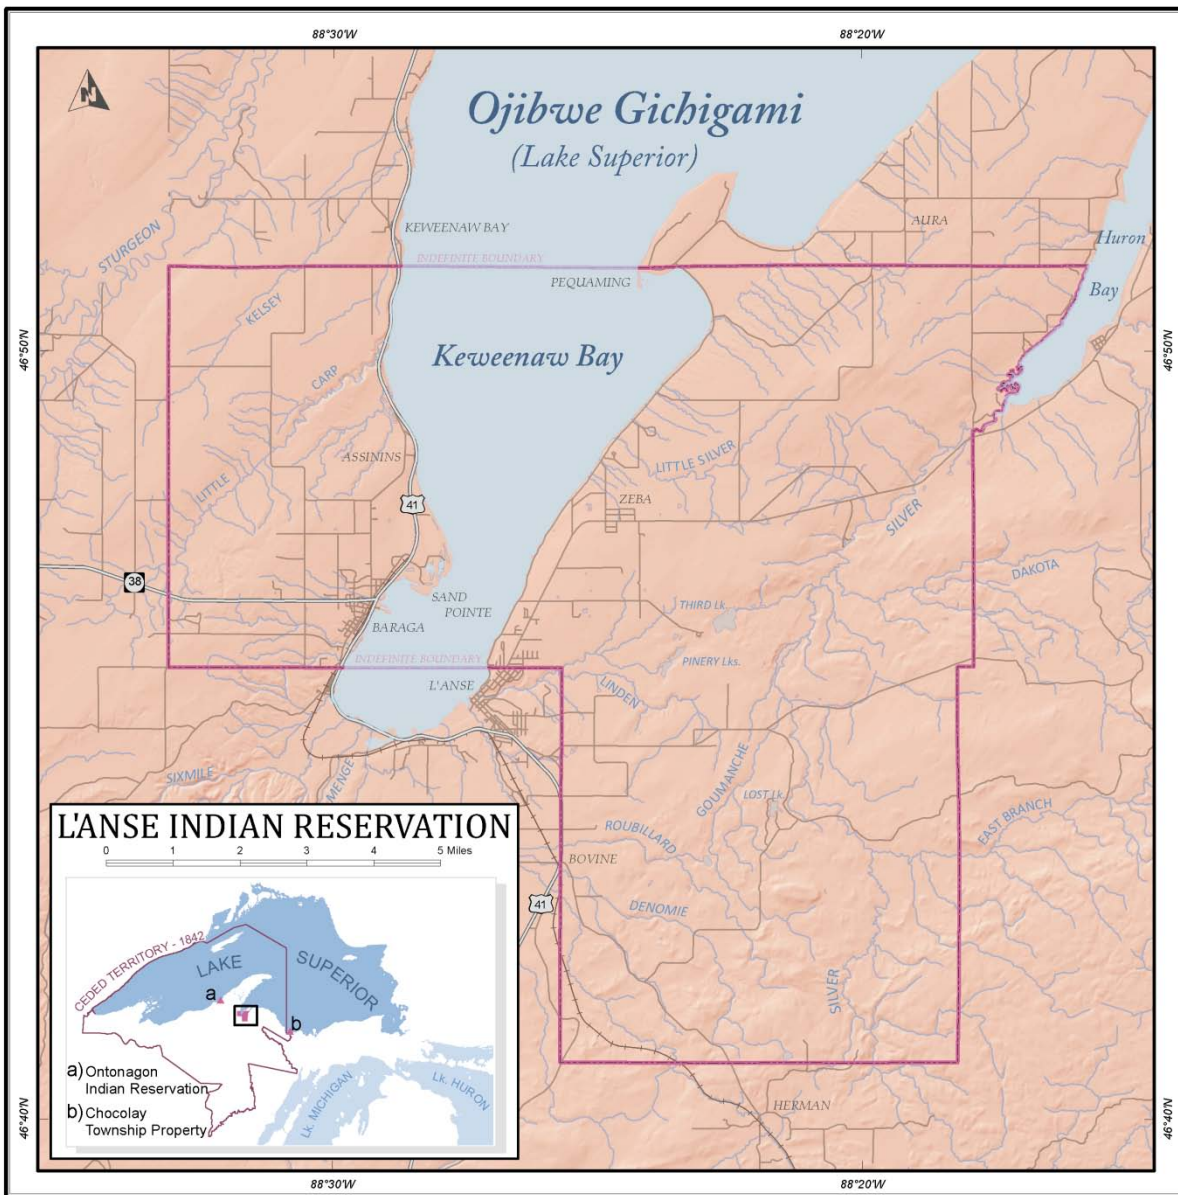 88°30'W
88°20'W
N
Ojibwe Gichigami
(Lake Superior)
KEWEENAW BAY
AURA
Huron
Bay
STURGEON
INDEFINITE BOUNDARY
PEQUAMING
KELSEY
46°50'N
46°50'N
Keweenaw Bay
CARP
LITTLE
ASSININS
LITTLE SILVER
ZEBA
41
SILVER
38
DAKOTA
SAND
POINTE
THIRD Lk.
BARAGA
INDEFINITE BOUNDARY
PINERY Lks.
L'ANSE
LINDEN
SIXMILE
MENGE
GOUMANCHE
LOST Lk.
EAST BRANCH
ROUBILLARD
BOVINE
41
DENOMIE
SILVER
HERMAN
L'ANSE INDIAN RESERVATION
0 1 2 3 4 5 Miles
CEDED TERRITORY - 1842
LAKE
SUPERIOR
a
b
a) Ontonagon
Indian Reservation
b) Chocolay
Township Property
Lk. MICHIGAN
Lk. HURON
46°40'N
46°40'N
88°30'W
88°20'W